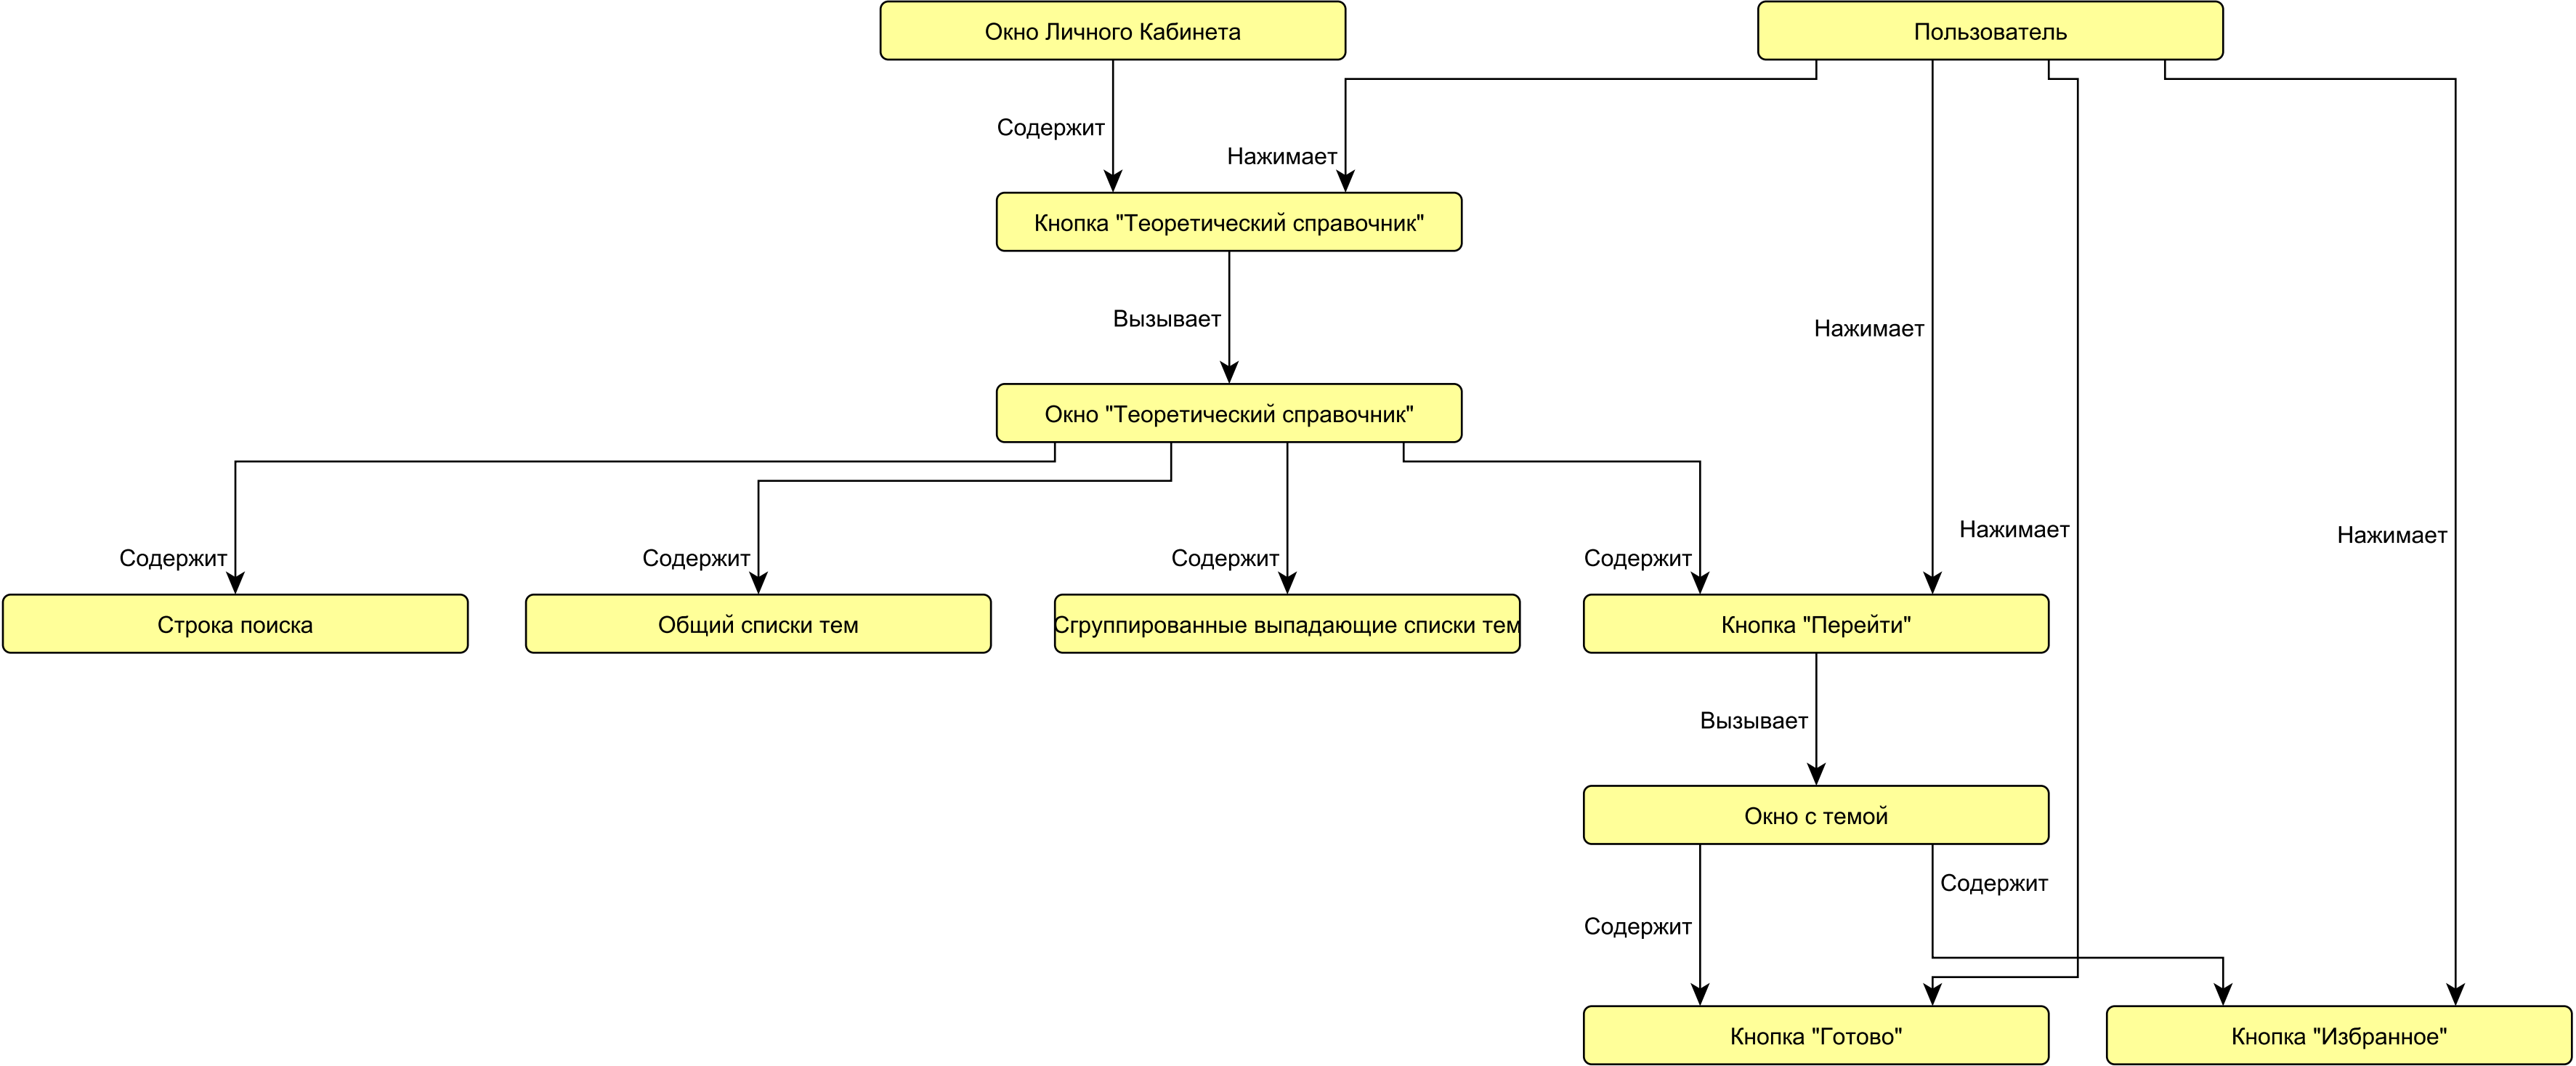 Окно Личного Кабинета
Пользователь
Содержит
Нажимает
Кнопка "Теоретический справочник"
Вызывает
Нажимает
Окно "Теоретический справочник"
Нажимает
Нажимает
Содержит
Содержит
Содержит
Содержит
Строка поиска
Общий списки тем
Сгруппированные выпадающие списки тем
Кнопка "Перейти"
Вызывает
Окно с темой
Содержит
Содержит
Кнопка "Готово"
Кнопка "Избранное"